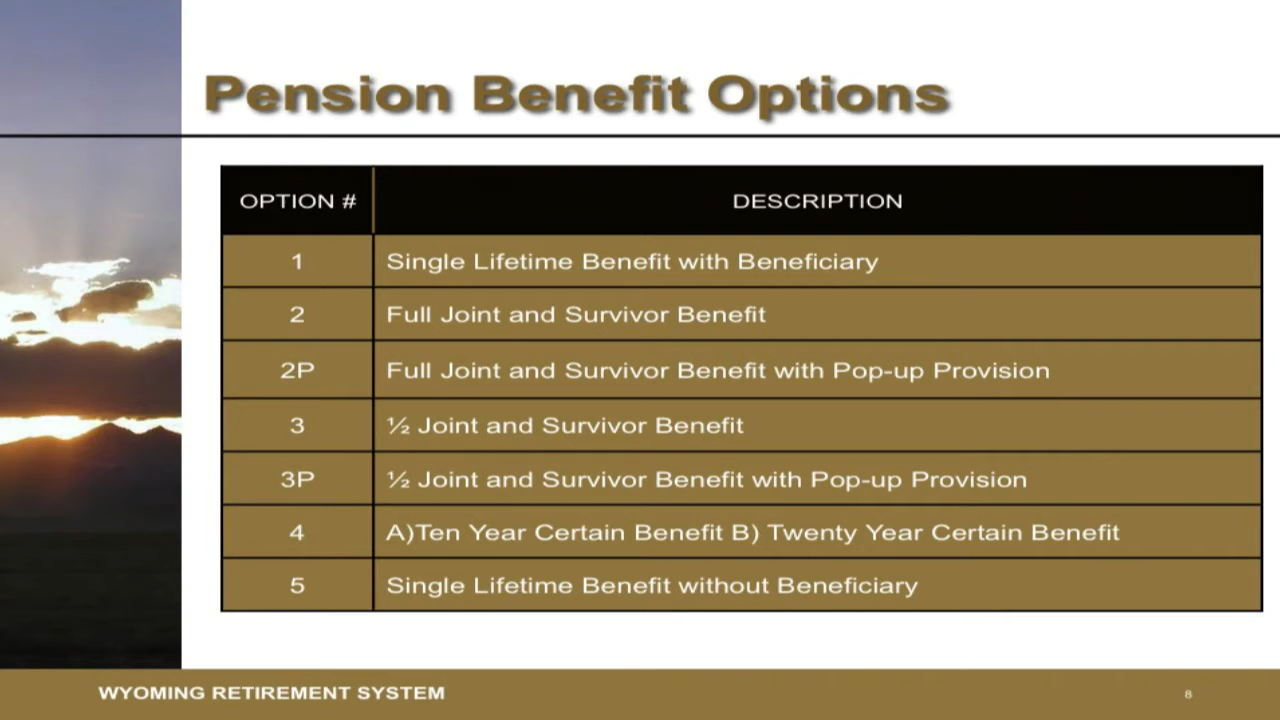 Pension Benefit Options
OPTION # DESCRIPTION
1 Single Lifetime Benefit with Beneficiary
2 Full Joint and Survivor Benefit
2P Full Joint and Survivor Benefit with Pop-up Provision
3 ½ Joint and Survivor Benefit
3P ½ Joint and Survivor Benefit with Pop-up Provision
4 A)Ten Year Certain Benefit B) Twenty Year Certain Benefit
5 Single Lifetime Benefit without Beneficiary
WYOMING RETIREMENT SYSTEM 8